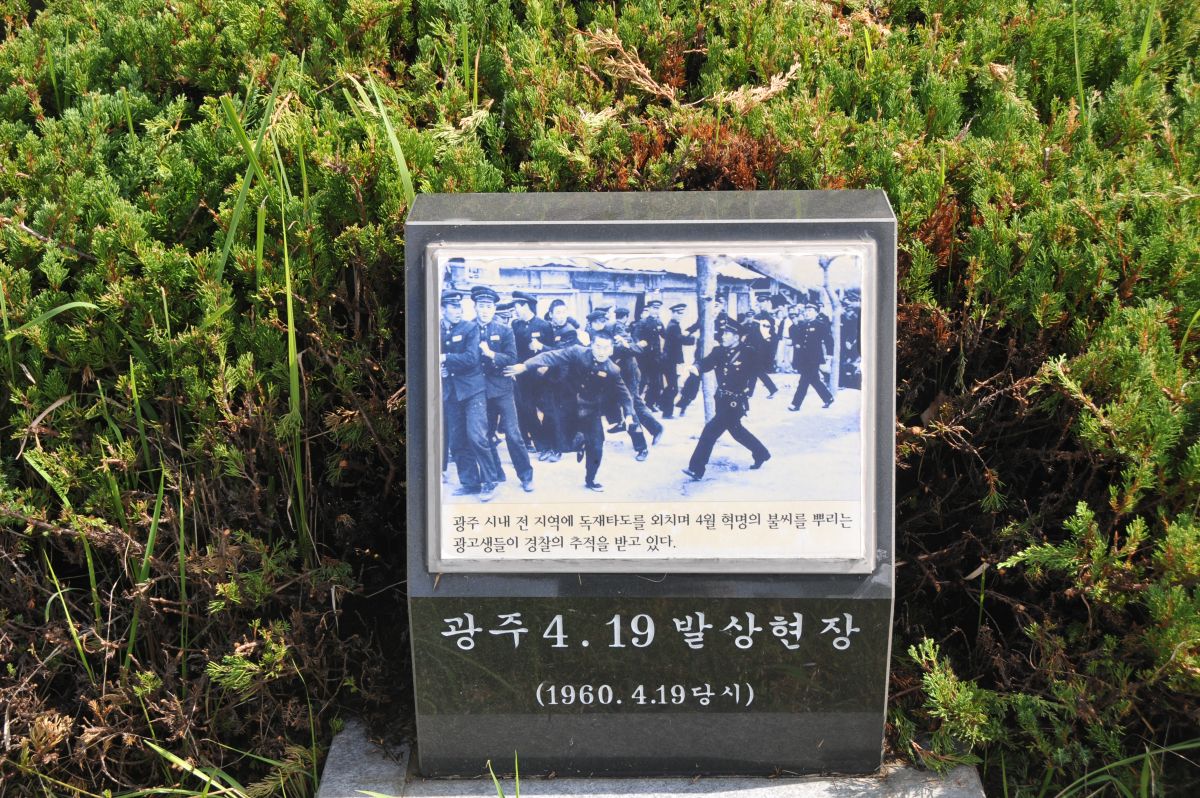 광주 시내 전 지역에 독재타도를 외치며 4월 혁명의 불씨를 뿌리는
광고생들이 경찰의 추적을 받고 있다.
광주 4.19 발상현장
(1960. 4.19 당시)